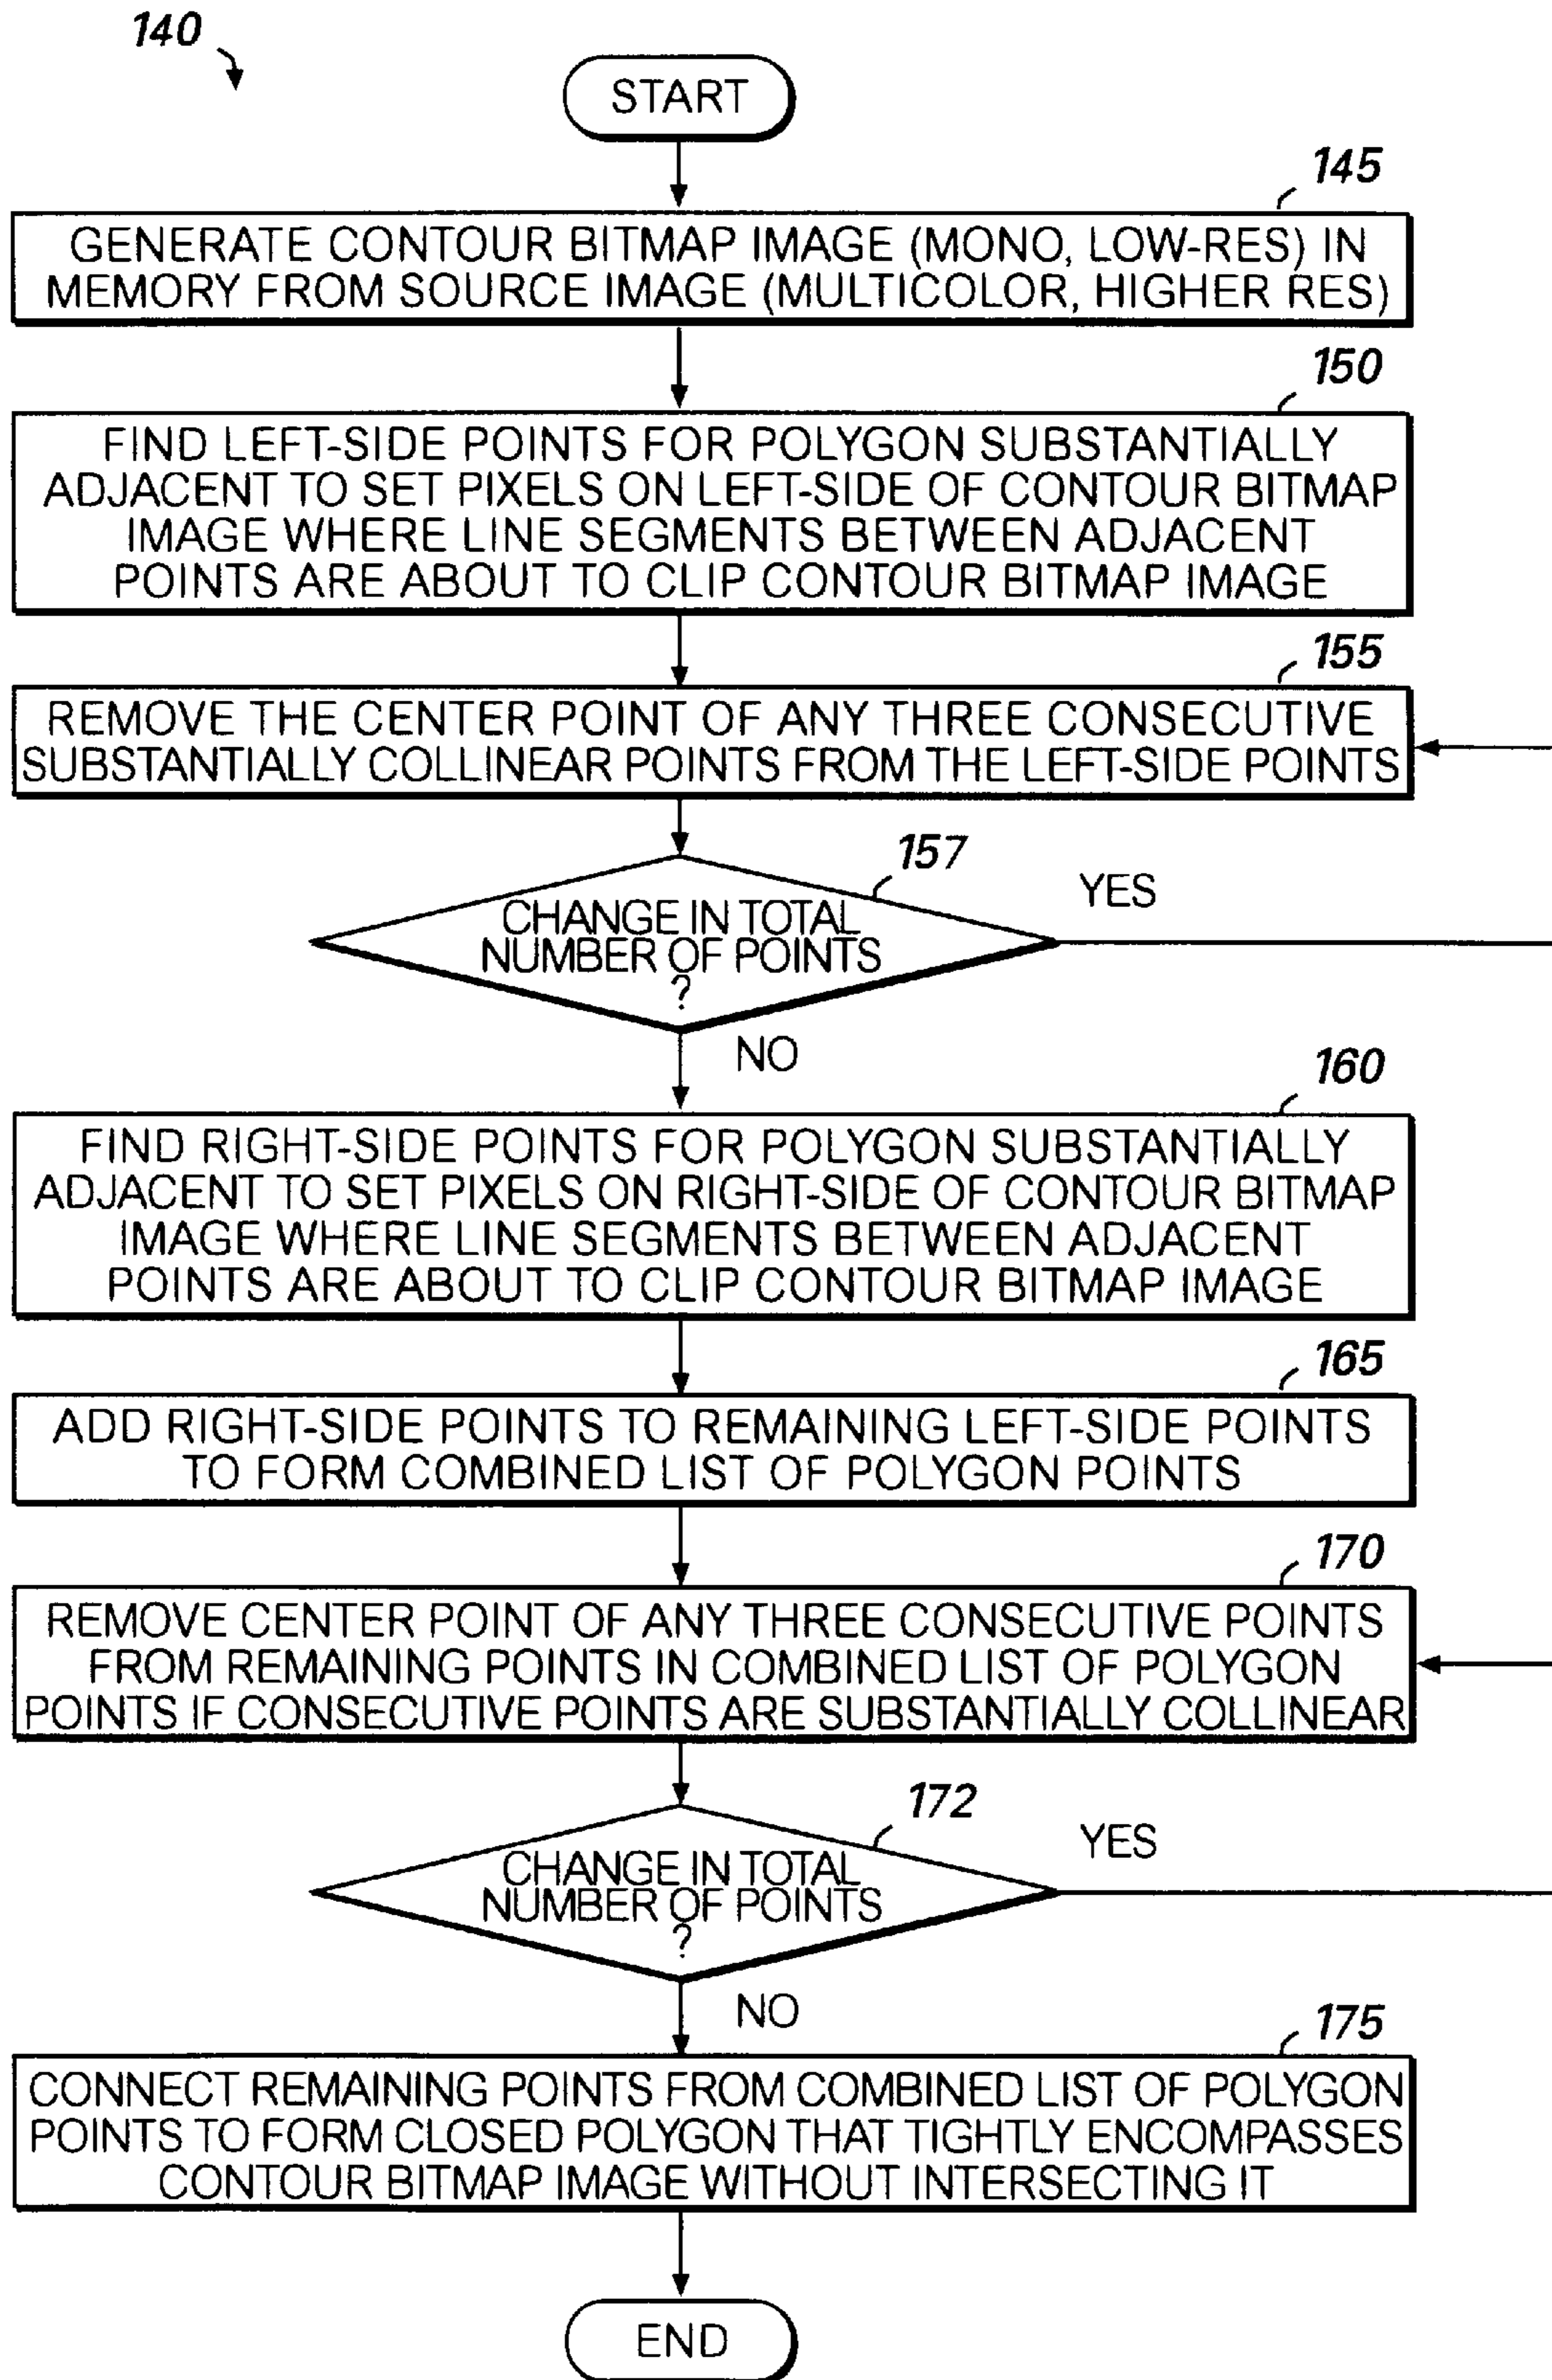 140
START
145
GENERATE CONTOUR BITMAP IMAGE (MONO, LOW-RES) IN
MEMORY FROM SOURCE IMAGE (MULTICOLOR, HIGHER RES)
150
FIND LEFT-SIDE POINTS FOR POLYGON SUBSTANTIALLY
ADJACENT TO SET PIXELS ON LEFT-SIDE OF CONTOUR BITMAP
IMAGE WHERE LINE SEGMENTS BETWEEN ADJACENT
POINTS ARE ABOUT TO CLIP CONTOUR BITMAP IMAGE
155
REMOVE THE CENTER POINT OF ANY THREE CONSECUTIVE
SUBSTANTIALLY COLLINEAR POINTS FROM THE LEFT-SIDE POINTS
157
YES
CHANGE IN TOTAL
NUMBER OF POINTS
?
NO
160
FIND RIGHT-SIDE POINTS FOR POLYGON SUBSTANTIALLY
ADJACENT TO SET PIXELS ON RIGHT-SIDE OF CONTOUR BITMAP
IMAGE WHERE LINE SEGMENTS BETWEEN ADJACENT
POINTS ARE ABOUT TO CLIP CONTOUR BITMAP IMAGE
165
ADD RIGHT-SIDE POINTS TO REMAINING LEFT-SIDE POINTS
TO FORM COMBINED LIST OF POLYGON POINTS
170
REMOVE CENTER POINT OF ANY THREE CONSECUTIVE POINTS
FROM REMAINING POINTS IN COMBINED LIST OF POLYGON
POINTS IF CONSECUTIVE POINTS ARE SUBSTANTIALLY COLLINEAR
172
YES
CHANGE IN TOTAL
NUMBER OF POINTS
?
NO
175
CONNECT REMAINING POINTS FROM COMBINED LIST OF POLYGON
POINTS TO FORM CLOSED POLYGON THAT TIGHTLY ENCOMPASSES
CONTOUR BITMAP IMAGE WITHOUT INTERSECTING IT
END